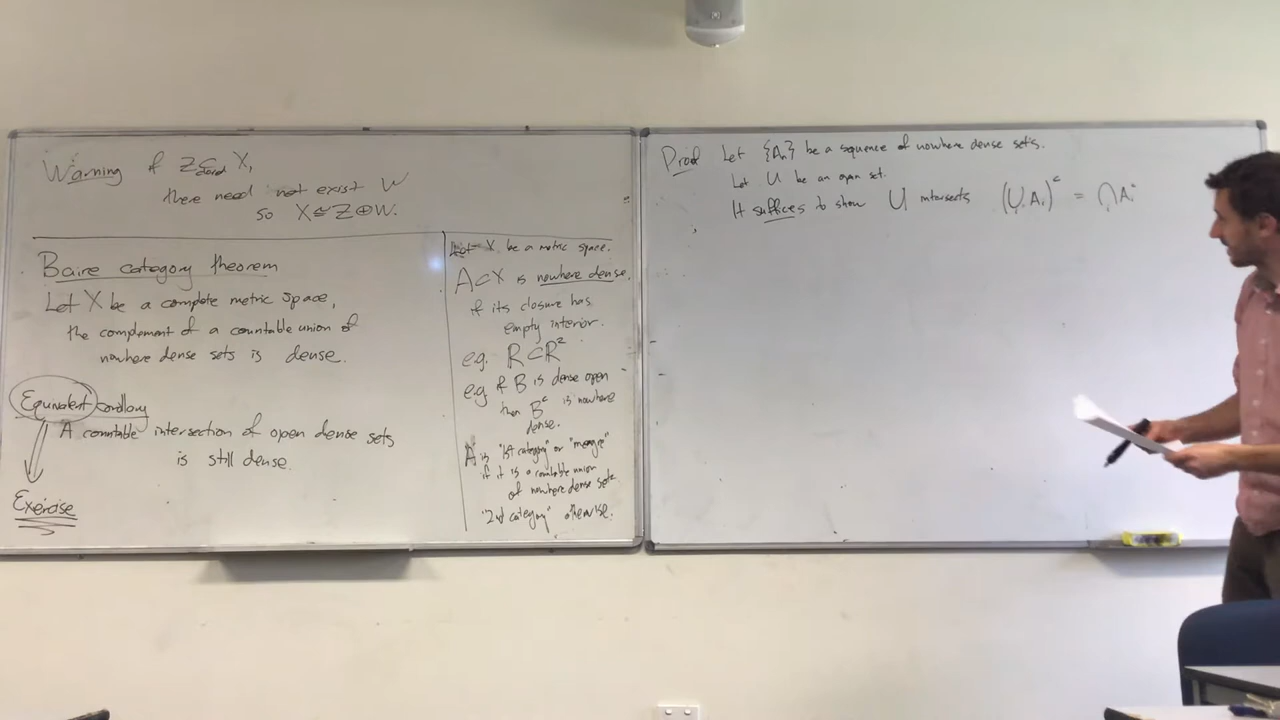 Warning if Z ⊂closed X,
there need not exist W
so X ≅ Z ⊕ W.
Baire category theorem
Let X be a complete metric space,
the complement of a countable union of
nowhere dense sets is dense.
Equivalent corollary
A countable intersection of open dense sets
is still dense.
Exercise
Let X be a metric space.
A ⊂ X is nowhere dense
if its closure has
empty interior.
e.g. R ⊂ R²
e.g. if B is dense open
then Bᶜ is nowhere
dense.
A is "1st category" or "meagre"
if it is a countable union
of nowhere dense sets.
"2nd category" otherwise.
Proof Let {Aₙ} be a sequence of nowhere dense sets.
Let U be an open set.
It suffices to show U intersects (⋃ᵢ Aᵢ)ᶜ = ⋂ᵢ Aᵢᶜ